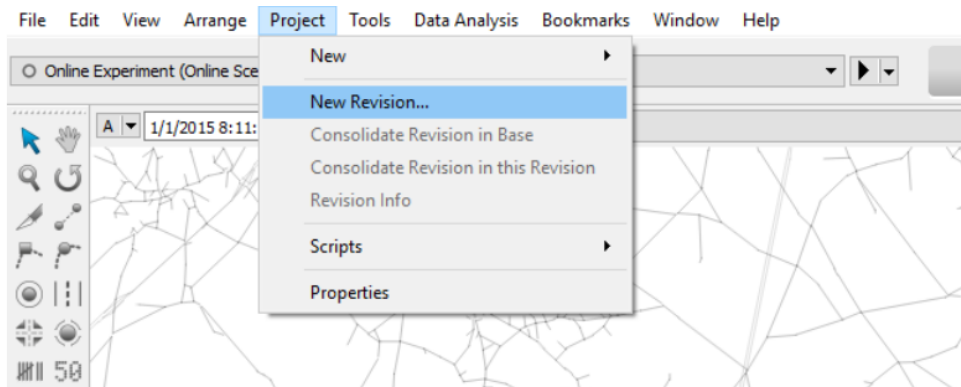 File Edit View Arrange Project Tools Data Analysis Bookmarks Window Help
New
Online Experiment (Online Sce
New Revision...
A 1/1/2015 8:11:
Consolidate Revision in Base
Consolidate Revision in this Revision
Revision Info
Scripts
Properties
50